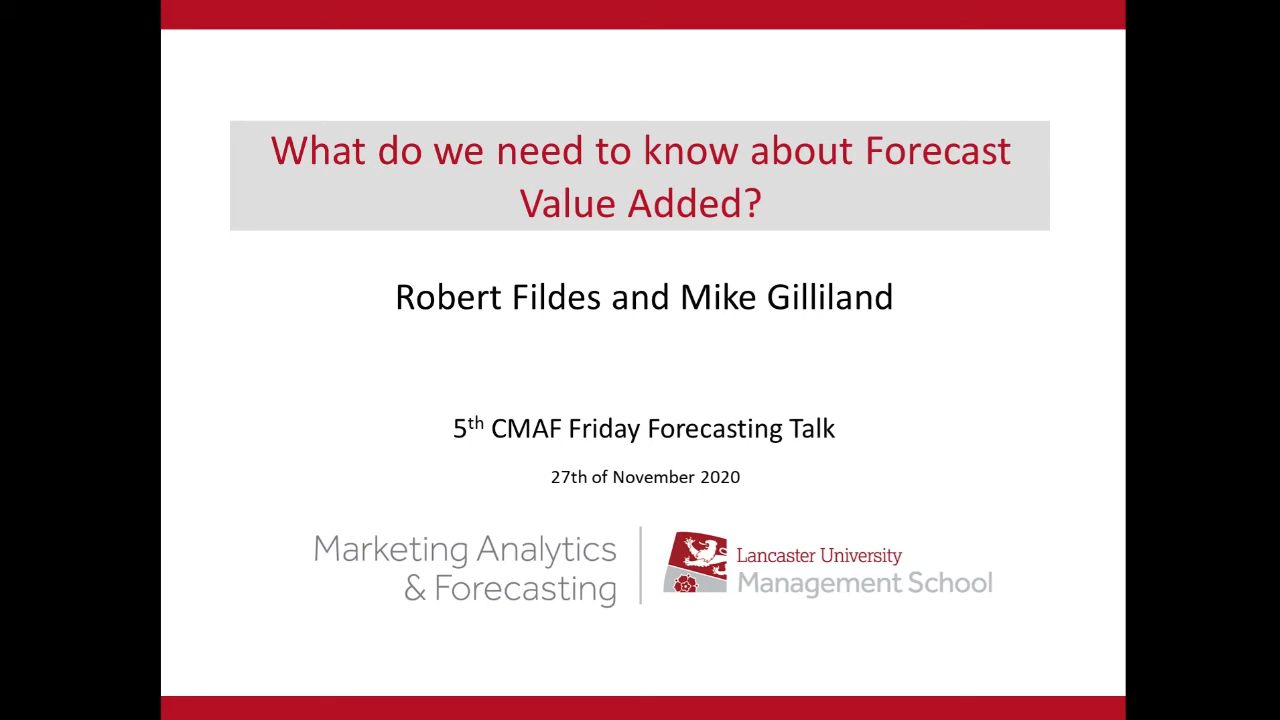 What do we need to know about Forecast
Value Added?
Robert Fildes and Mike Gilliland
5th CMAF Friday Forecasting Talk
27th of November 2020
Marketing Analytics
& Forecasting
Lancaster University
Management School